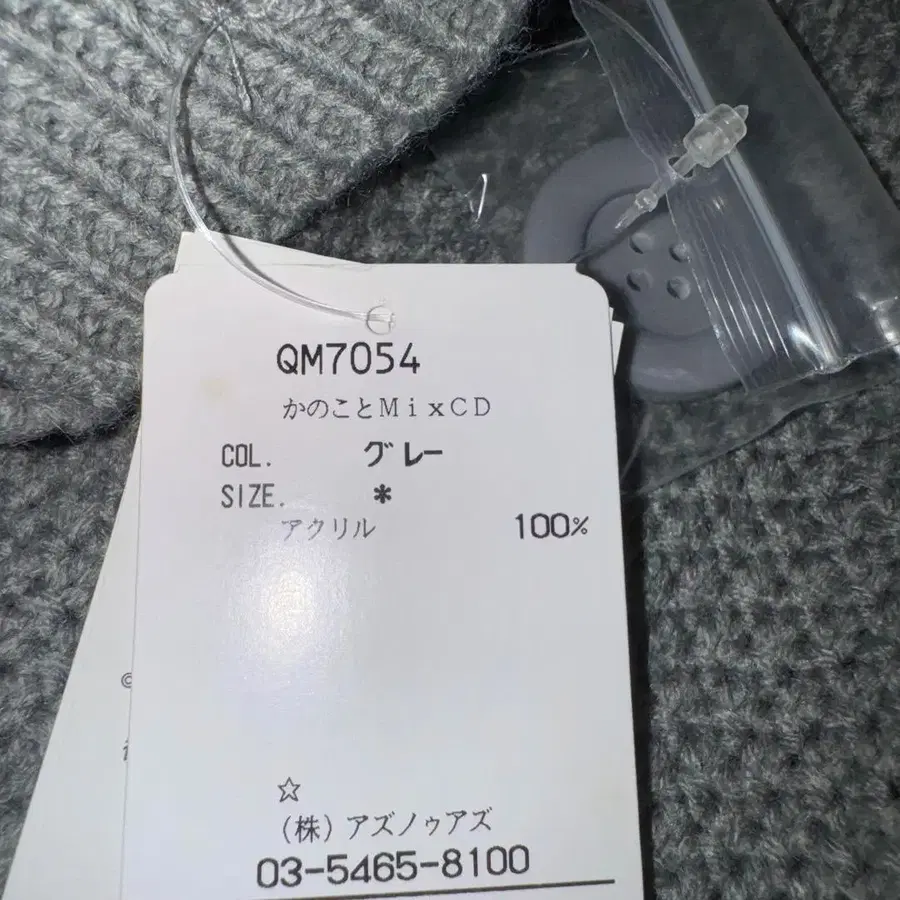 QM7054
かのことMixCD
COL. グレー
SIZE. *
アクリル 100%
☆
(株)アズノゥアズ
03-5465-8100
©